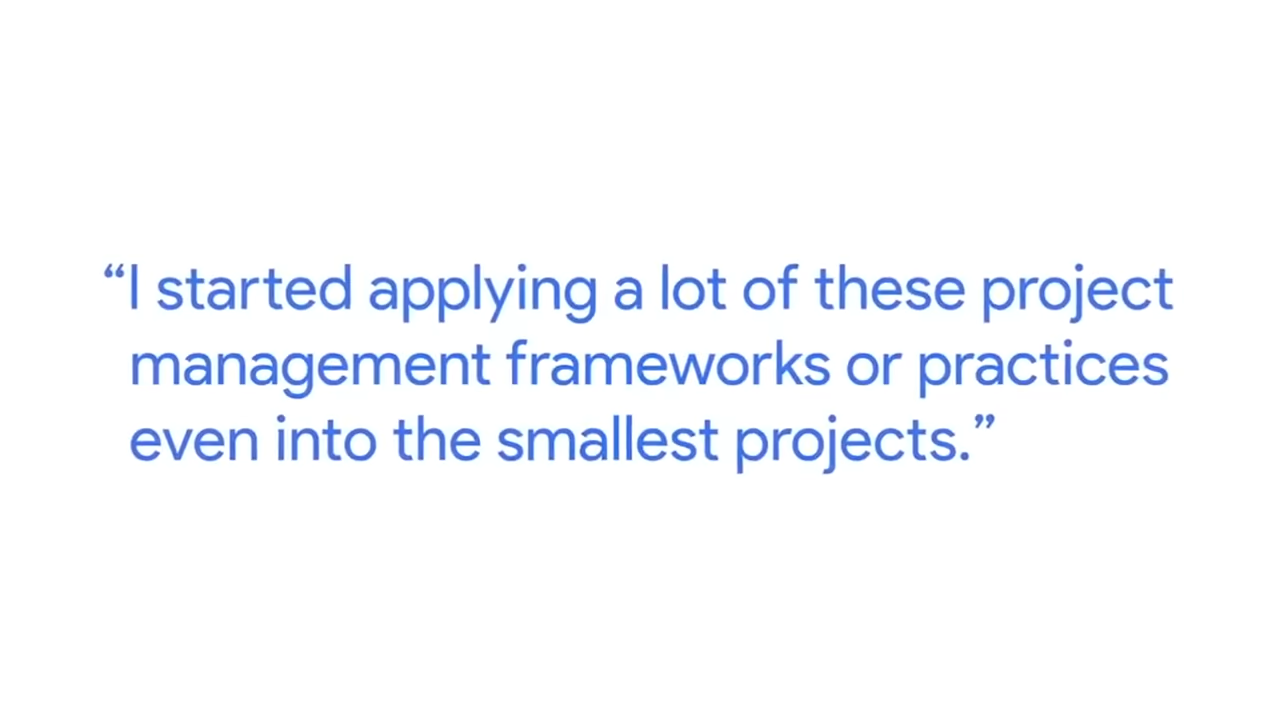 “I started applying a lot of these project
management frameworks or practices
even into the smallest projects.”